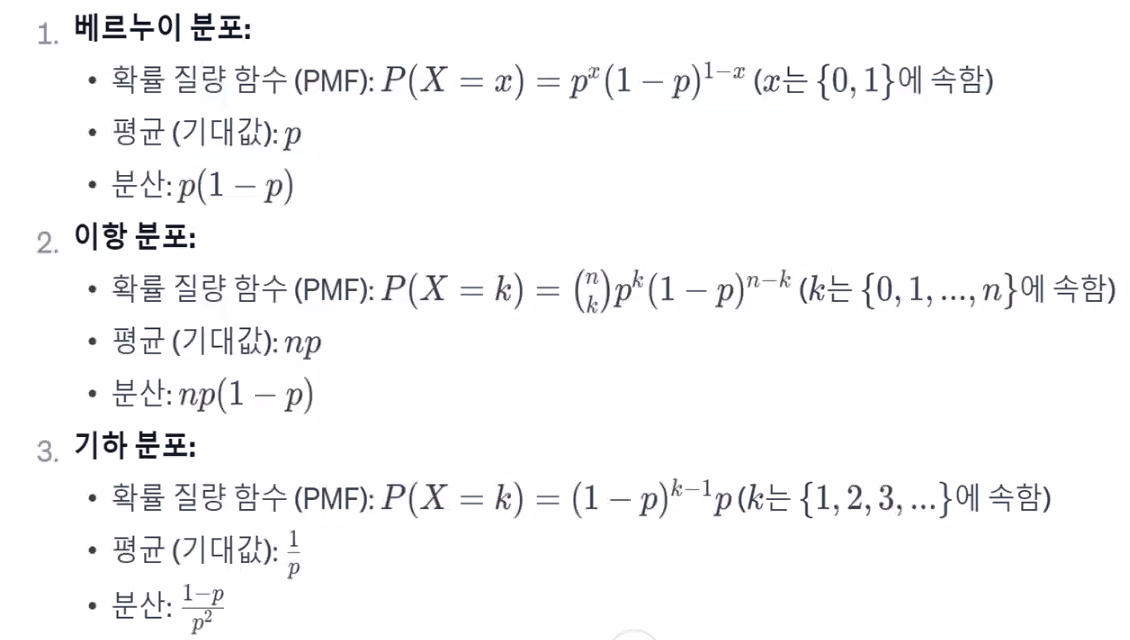 1. 베르누이 분포:
• 확률 질량 함수 (PMF): P(X = x) = p^x(1 − p)^{1−x} (x는 {0, 1}에 속함)
• 평균 (기대값): p
• 분산: p(1 − p)
2. 이항 분포:
• 확률 질량 함수 (PMF): P(X = k) = \binom{n}{k}p^k(1 − p)^{n−k} (k는 {0, 1, ..., n}에 속함)
• 평균 (기대값): np
• 분산: np(1 − p)
3. 기하 분포:
• 확률 질량 함수 (PMF): P(X = k) = (1 − p)^{k−1}p (k는 {1, 2, 3, ...}에 속함)
• 평균 (기대값): \frac{1}{p}
• 분산: \frac{1−p}{p^2}